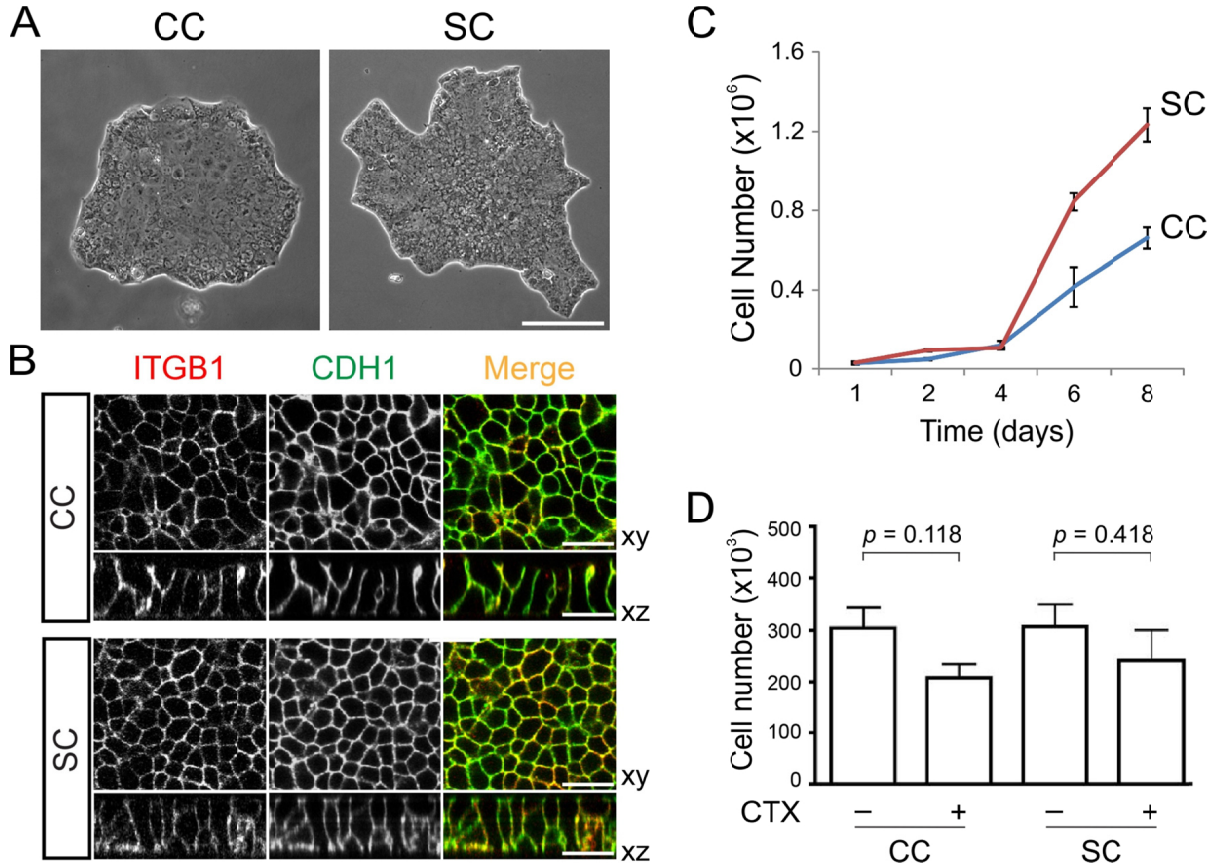 A
CC
SC
B
ITGB1
CDH1
Merge
CC
xy
xz
SC
xy
xz
C
Cell Number (x10⁶)
1.6
1.2
0.8
0.4
0
1 2 4 6 8
Time (days)
SC
CC
D
Cell number (x10³)
500
400
300
200
100
0
p = 0.118
p = 0.418
CTX – + – +
CC SC